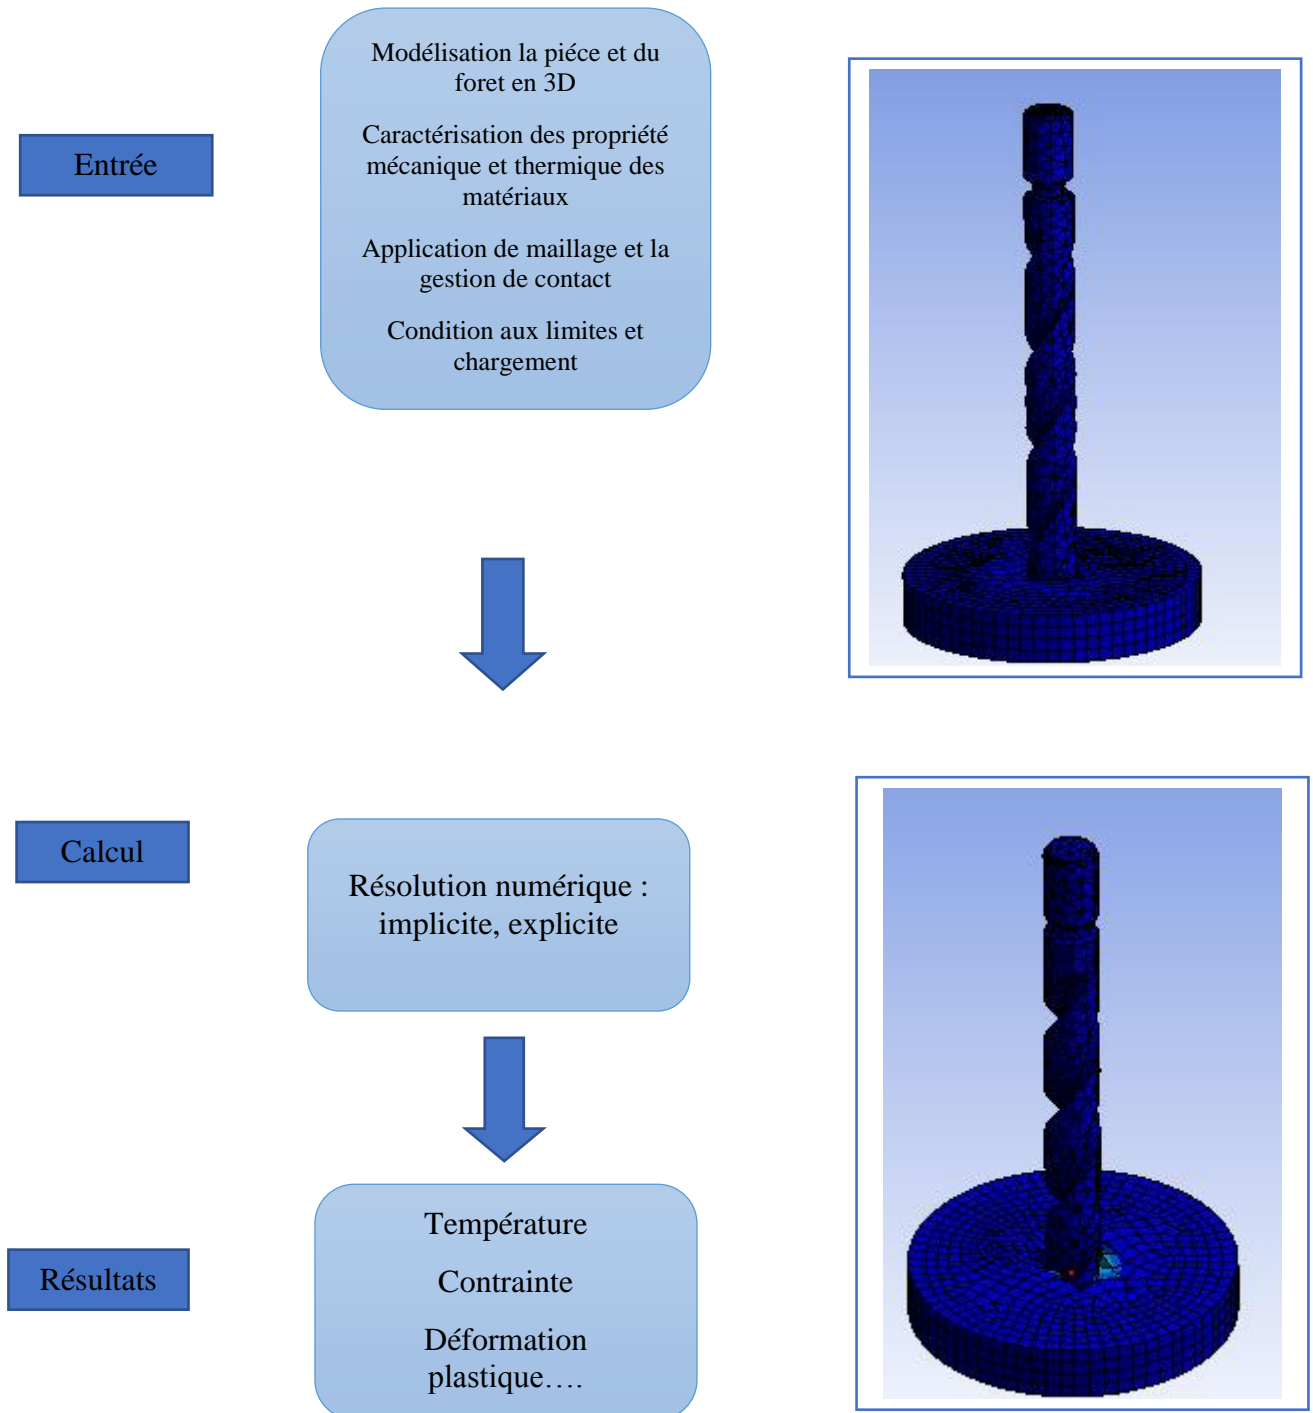 Entrée
Modélisation la piéce et du
foret en 3D
Caractérisation des propriété
mécanique et thermique des
matériaux
Application de maillage et la
gestion de contact
Condition aux limites et
chargement
Calcul
Résolution numérique :
implicite, explicite
Résultats
Température
Contrainte
Déformation
plastique….